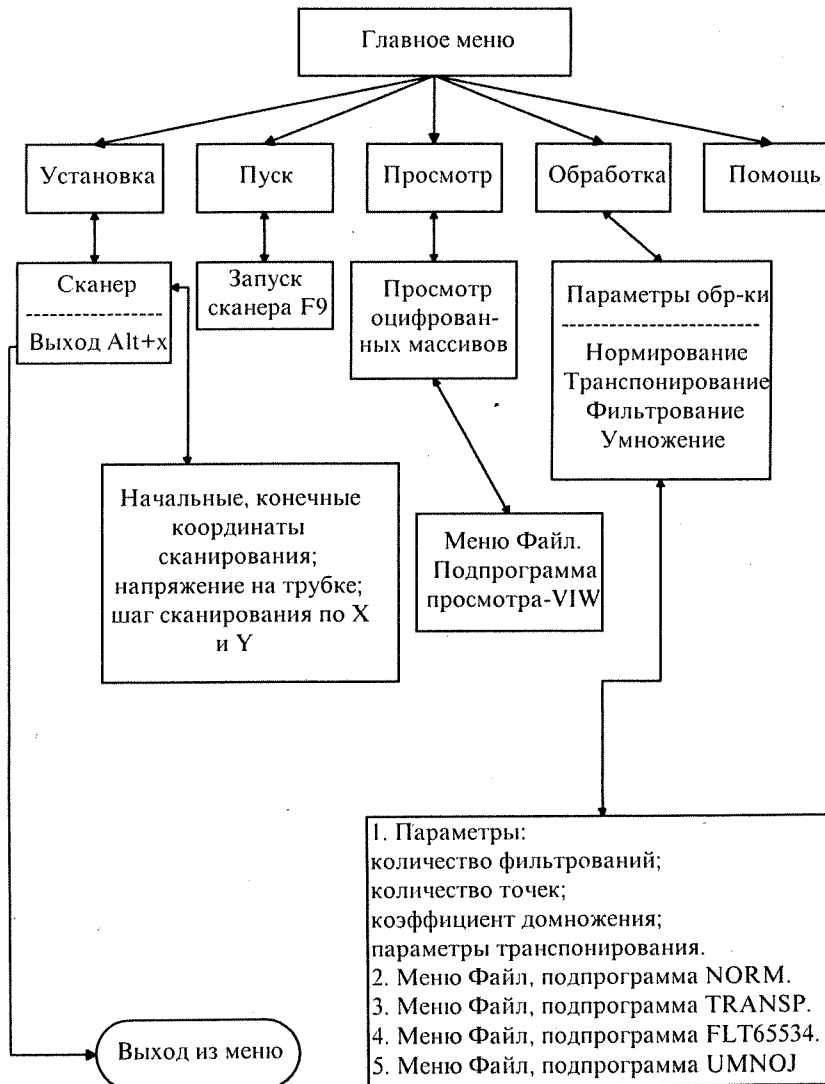 Главное меню
Установка
Пуск
Просмотр
Обработка
Помощь
Сканер
Выход Alt+x
Запуск
сканера F9
Просмотр
оцифрован-
ных массивов
Параметры обр-ки
Нормирование
Транспонирование
Фильтрование
Умножение
Начальные, конечные
координаты
сканирования;
напряжение на трубке;
шаг сканирования по X
и Y
Меню Файл.
Подпрограмма
просмотра-VIW
1. Параметры:
количество фильтрований;
количество точек;
коэффициент домножения;
параметры транспонирования.
2. Меню Файл, подпрограмма NORM.
3. Меню Файл, подпрограмма TRANSP.
4. Меню Файл, подпрограмма FLT65534.
5. Меню Файл, подпрограмма UMNOJ
Выход из меню